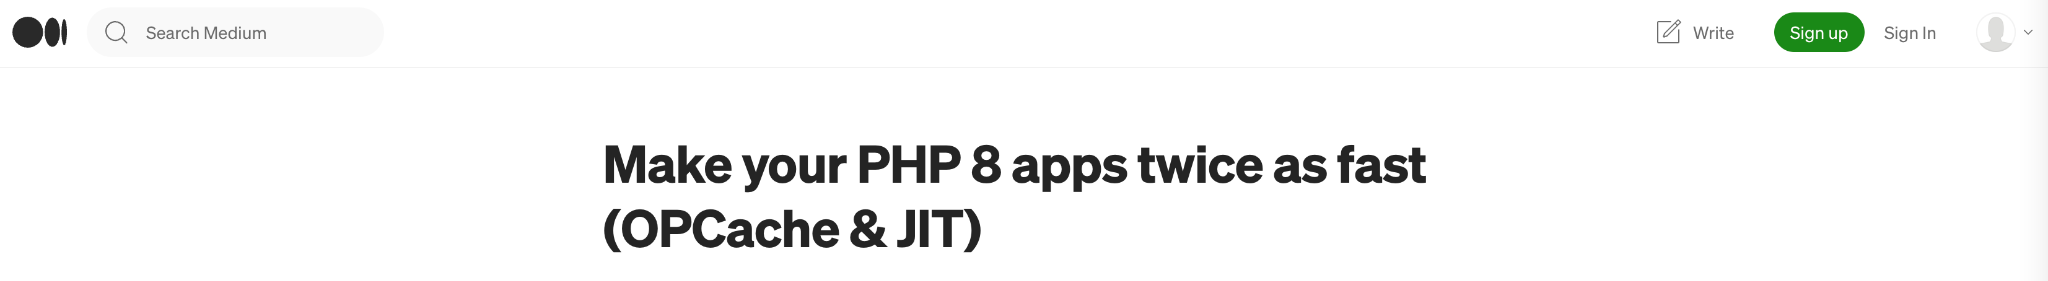 Search Medium
Write
Sign up
Sign In
Make your PHP 8 apps twice as fast
(OPCache & JIT)